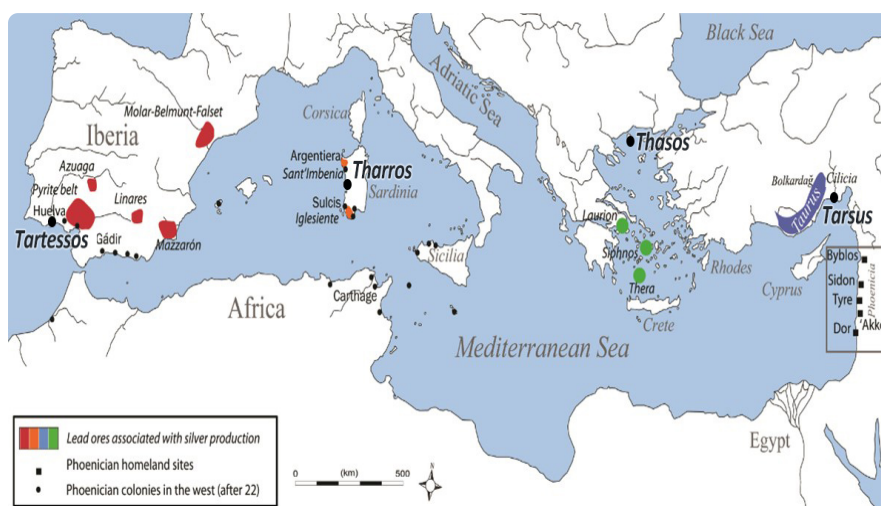 Black Sea
Adriatic Sea
Molar-Belmunt-Falset
Corsica
Iberia
Thasos
Argentiera
Azuaga
Sant'Imbenia
Tharros
Bolkardağ
Cilicia
Pyrite belt
Linares
Sardinia
Taurus
Huelva
Sulcis
Laurion
Tarsus
Iglesiente
Tartessos
Mazzarón
Gádir
Sicilia
Siphnos
Byblos
Rhodes
Phoenicia
Thera
Cyprus
Sidon
Carthage
Tyre
Africa
Crete
'Akko
Dor
Mediterranean Sea
Egypt
Lead ores associated with silver production
Phoenician homeland sites
Phoenician colonies in the west (after 22)
0 (km) 500
N